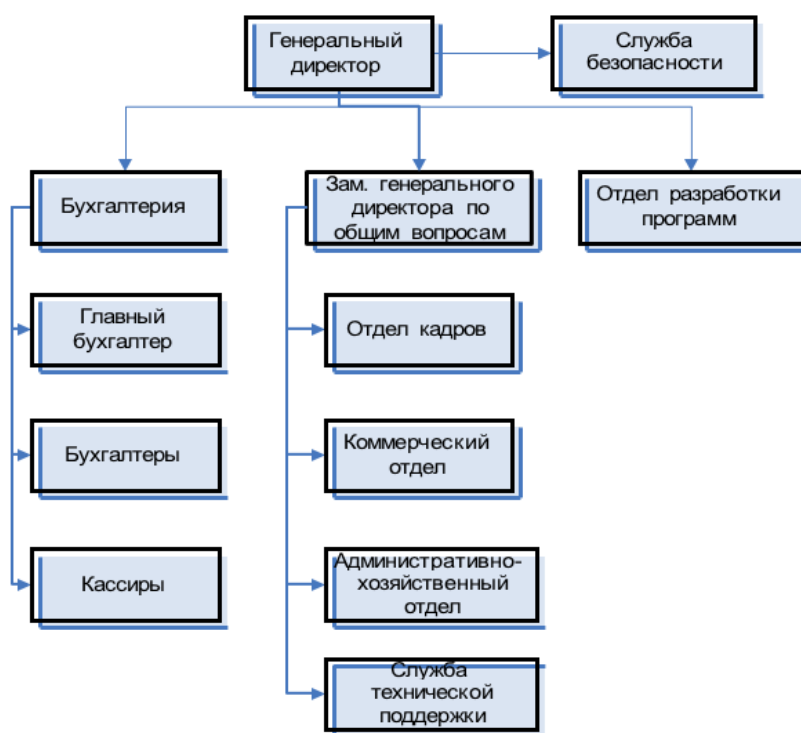 Генеральный
директор
Служба
безопасности
Бухгалтерия
Зам. генерального
директора по
общим вопросам
Отдел разработки
программ
Главный
бухгалтер
Отдел кадров
Бухгалтеры
Коммерческий
отдел
Кассиры
Административно-
хозяйственный
отдел
Служба
технической
поддержки